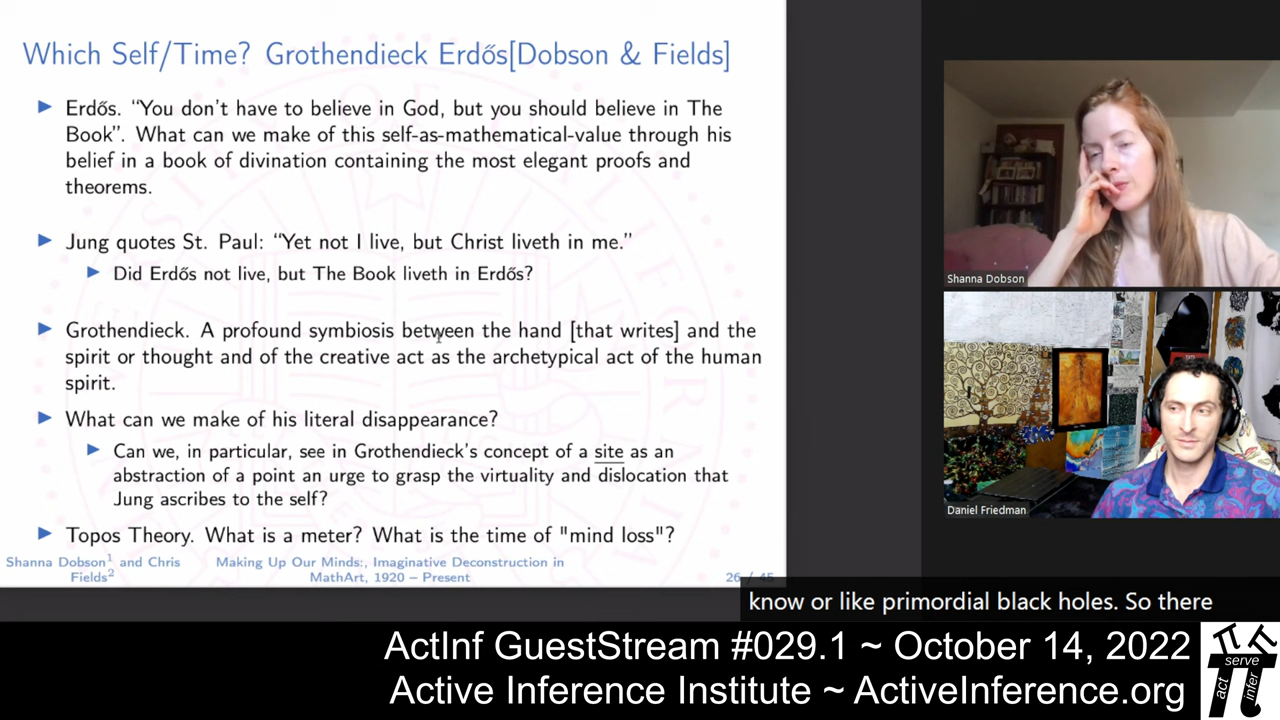 Which Self/Time? Grothendieck Erdős[Dobson & Fields]
Erdős. “You don’t have to believe in God, but you should believe in The
Book”. What can we make of this self-as-mathematical-value through his
belief in a book of divination containing the most elegant proofs and
theorems.
Jung quotes St. Paul: “Yet not I live, but Christ liveth in me.”
Did Erdős not live, but The Book liveth in Erdős?
Grothendieck. A profound symbiosis between the hand [that writes] and the
spirit or thought and of the creative act as the archetypical act of the human
spirit.
What can we make of his literal disappearance?
Can we, in particular, see in Grothendieck’s concept of a site as an
abstraction of a point an urge to grasp the virtuality and dislocation that
Jung ascribes to the self?
Topos Theory. What is a meter? What is the time of "mind loss"?
Shanna Dobson¹ and Chris
Fields²
Making Up Our Minds:, Imaginative Deconstruction in
MathArt, 1920 – Present
26 / 45
Shanna Dobson
Daniel Friedman
know or like primordial black holes. So there
ActInf GuestStream #029.1 ~ October 14, 2022
Active Inference Institute ~ ActiveInference.org
serve
act
infer